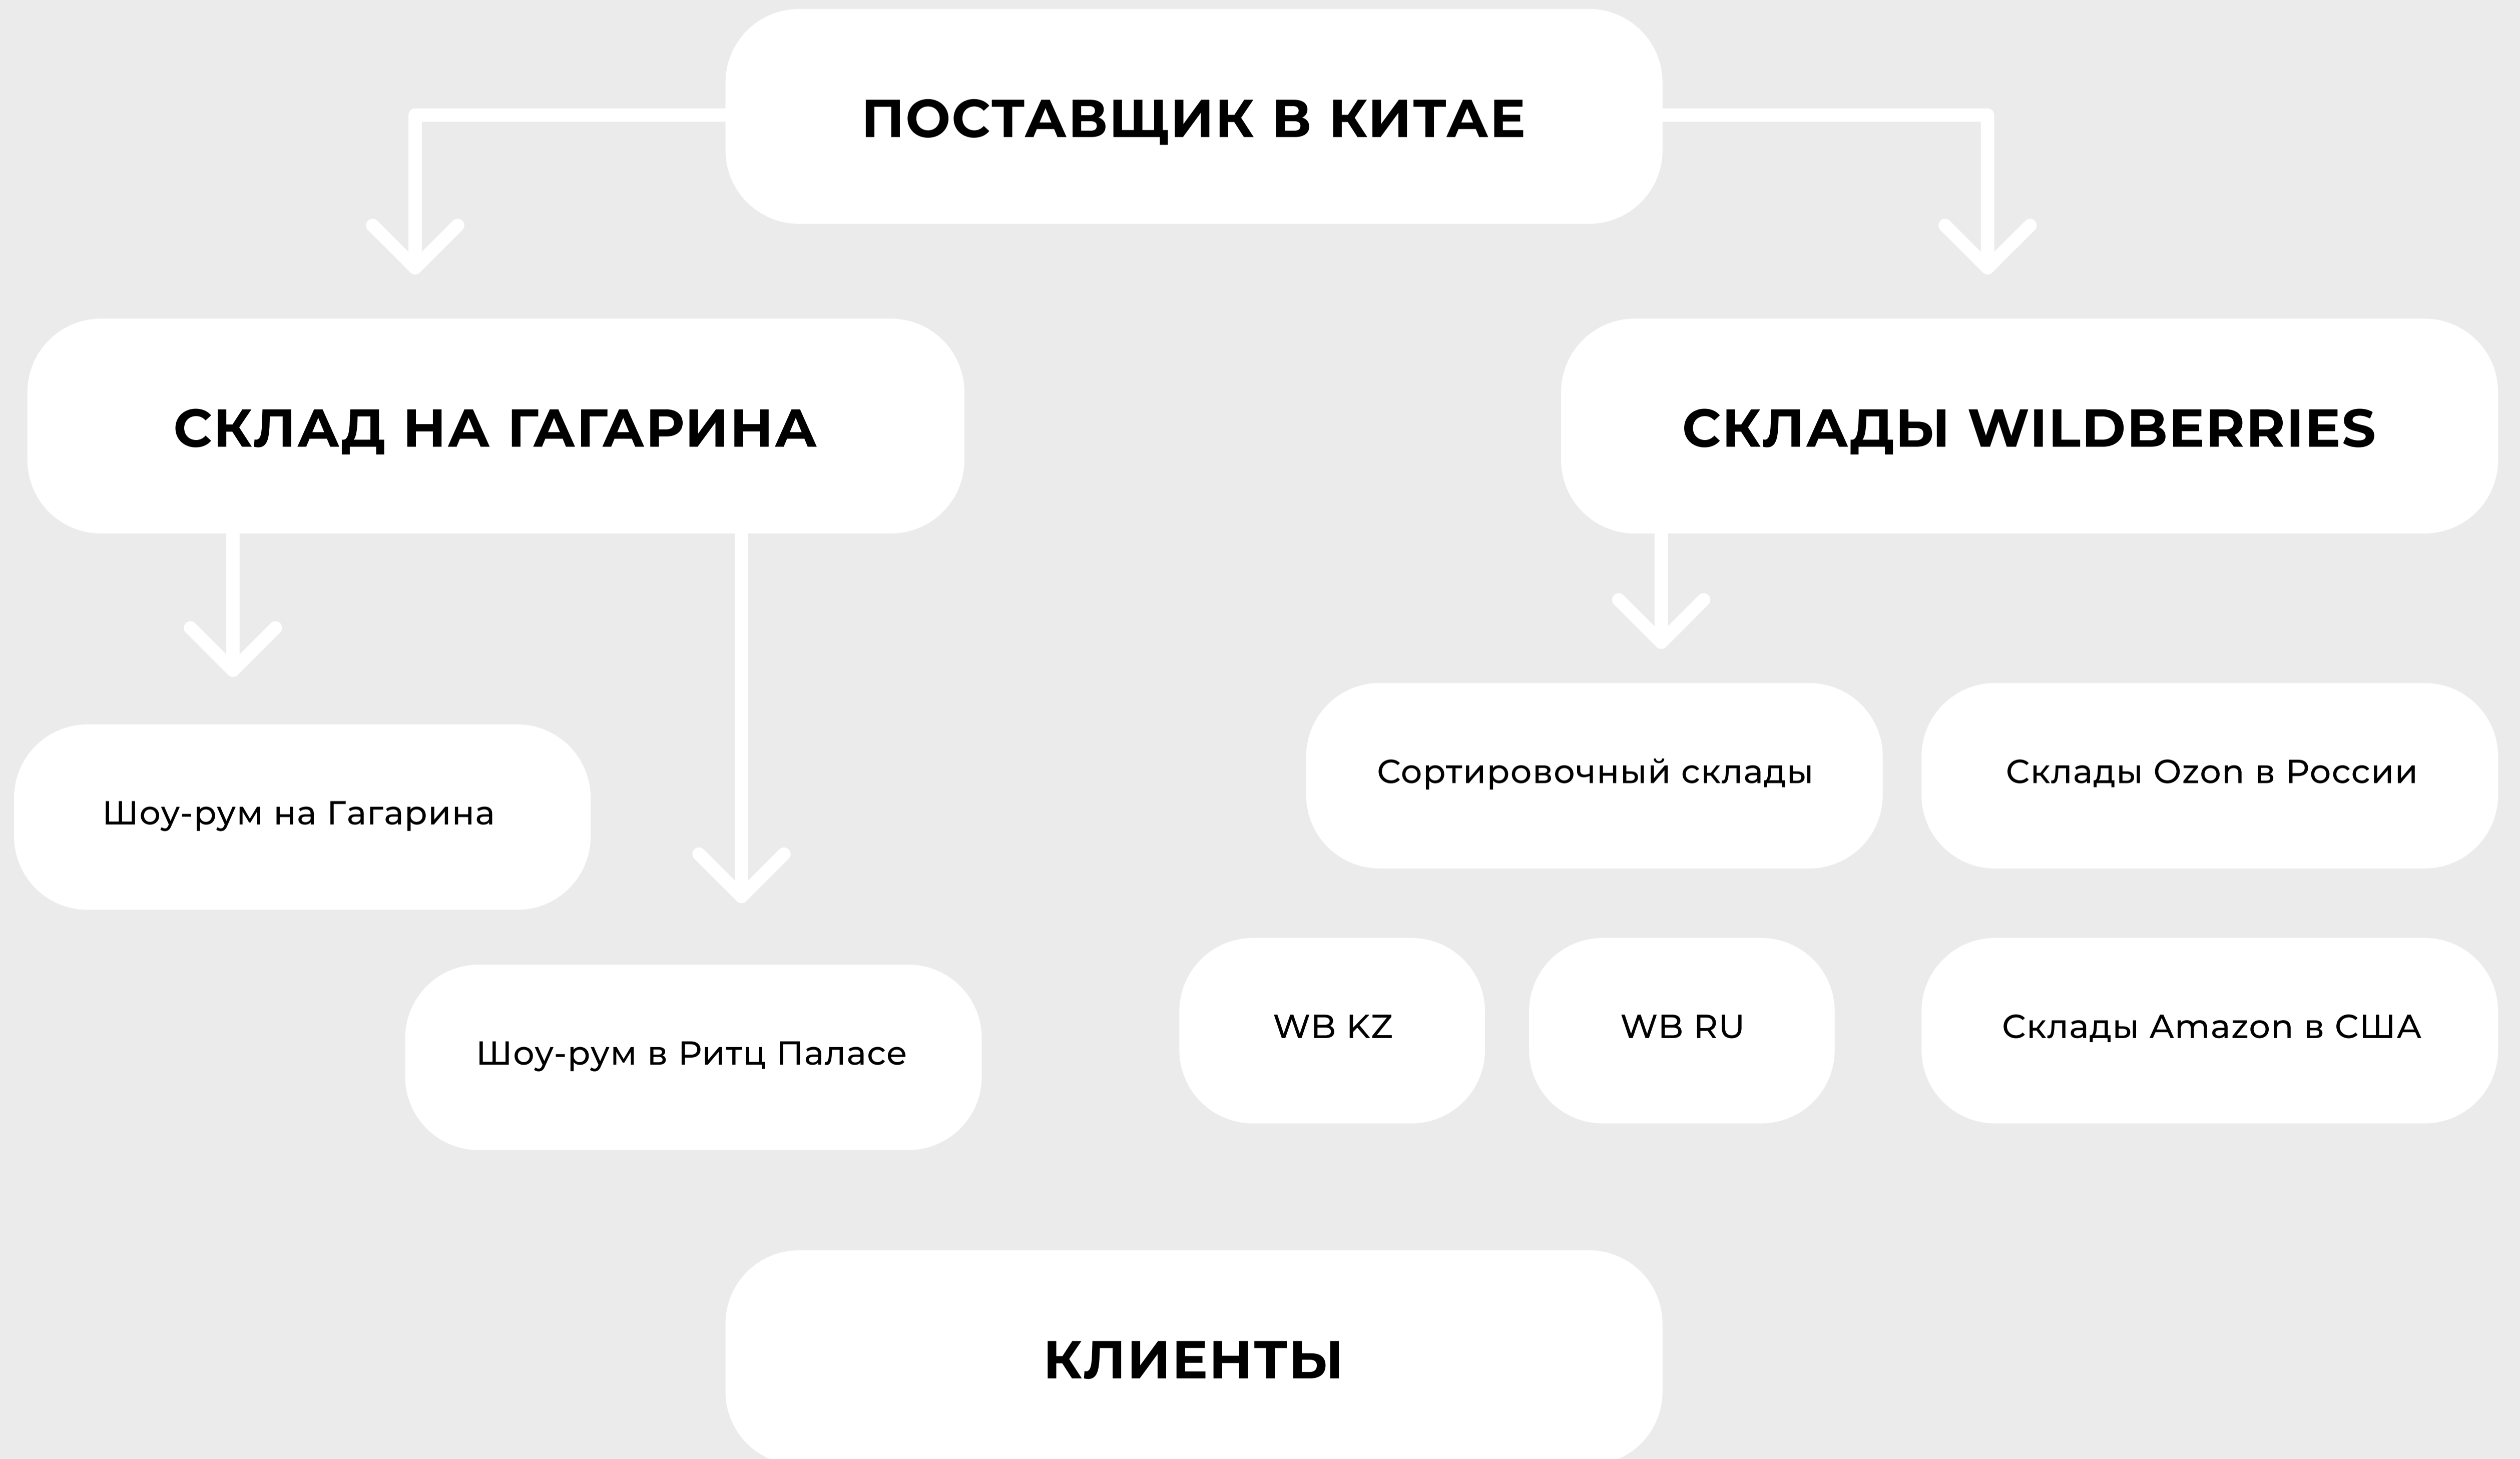 ПОСТАВЩИК В КИТАЕ
СКЛАД НА ГАГАРИНА
СКЛАДЫ WILDBERRIES
Шоу-рум на Гагарина
Сортировочный склады
Склады Ozon в России
Шоу-рум в Ритц Паласе
WB KZ
WB RU
Склады Amazon в США
КЛИЕНТЫ